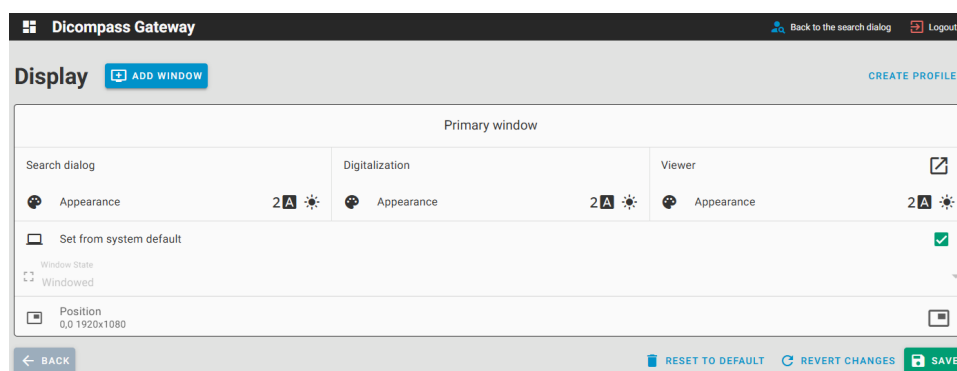 Dicompass Gateway
Back to the search dialog
Logout
Display
ADD WINDOW
CREATE PROFILE
Primary window
Search dialog
Digitalization
Viewer
Appearance 2 A
Appearance 2 A
Appearance 2 A
Set from system default
Window State
Windowed
Position
0,0 1920x1080
BACK
RESET TO DEFAULT
REVERT CHANGES
SAVE